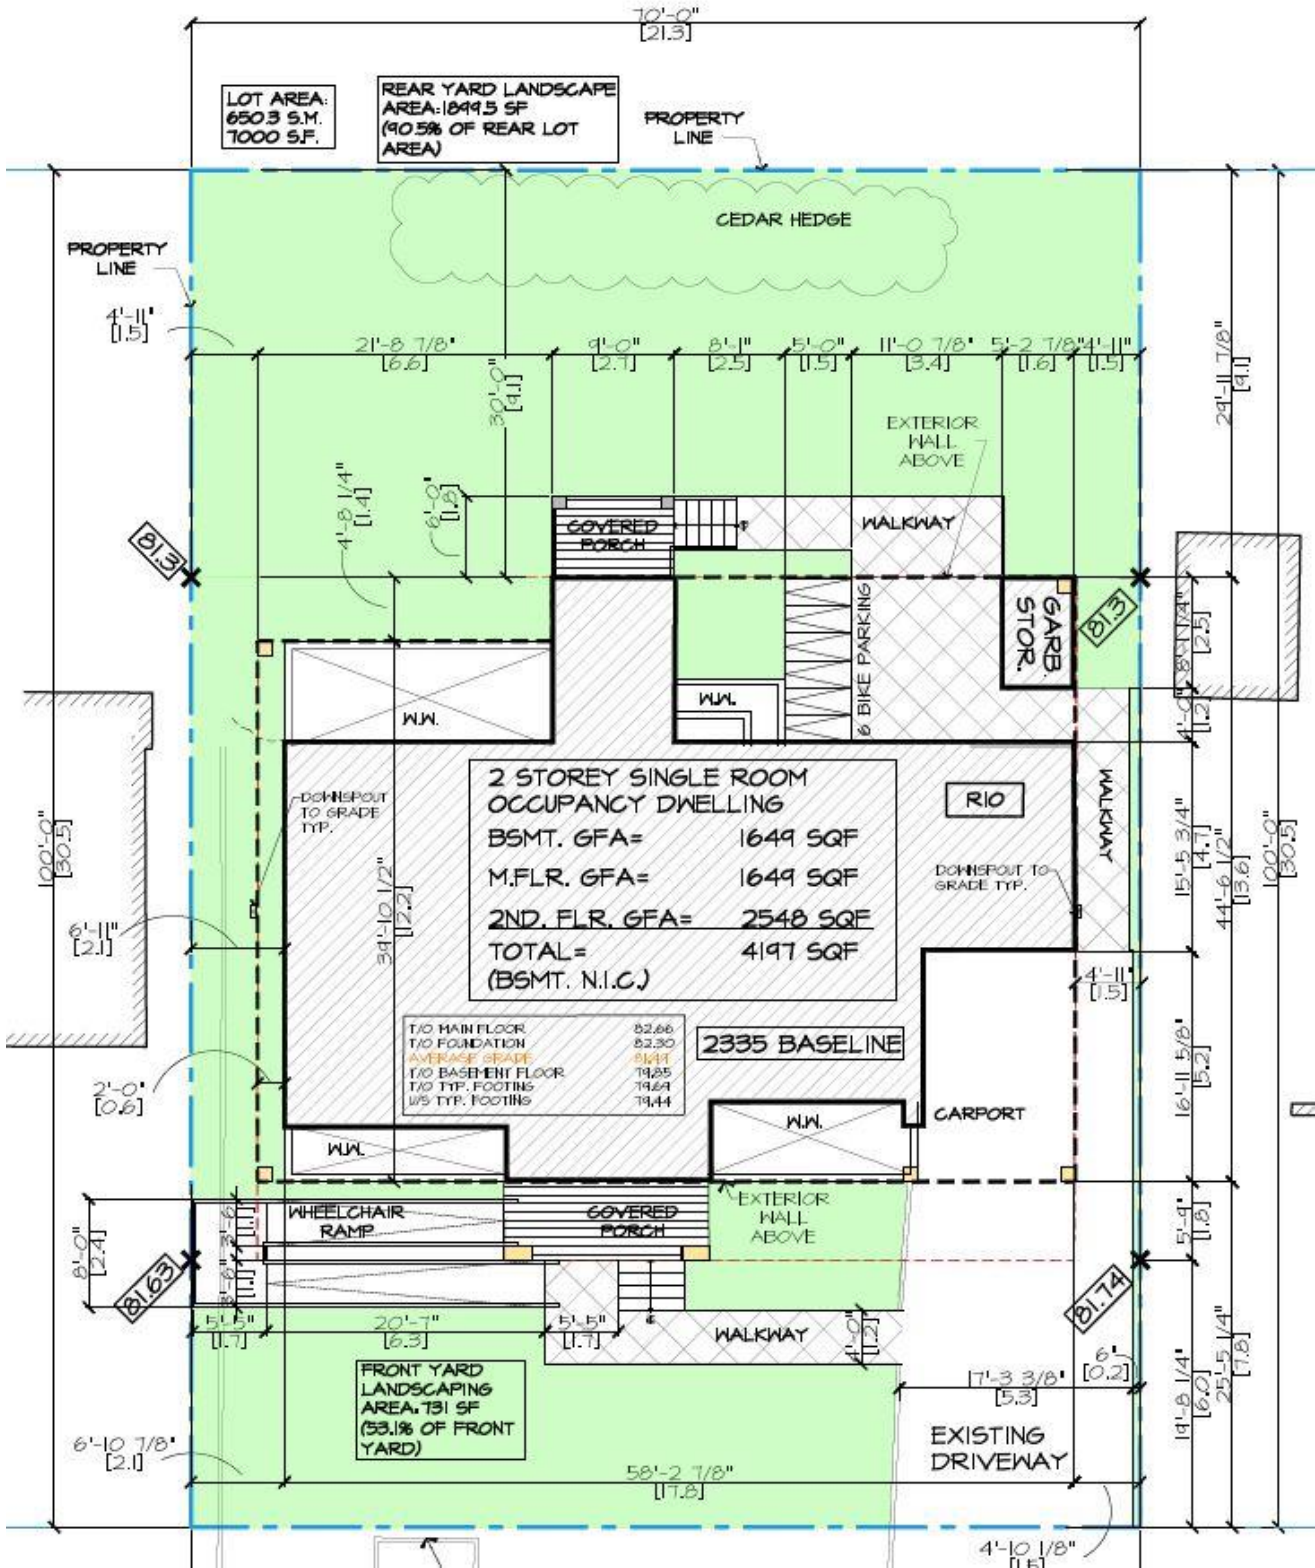 70'-0"
[21.3]
LOT AREA:
650.3 S.M.
7000 S.F.
REAR YARD LANDSCAPE
AREA:1899.5 SF
(90.5% OF REAR LOT
AREA)
PROPERTY
LINE
CEDAR HEDGE
PROPERTY
LINE
4'-11"
[1.5]
21'-8 7/8"
[6.6]
9'-0"
[2.7]
8'-1"
[2.5]
5'-0"
[1.5]
11'-0 7/8"
[3.4]
5'-2 7/8"
[1.6]
4'-11"
[1.5]
29'-11 7/8"
[9.1]
30'-0"
[9.1]
EXTERIOR
WALL
ABOVE
4'-8 1/4"
[1.4]
6'-0"
[1.8]
COVERED
PORCH
WALKWAY
81.3
81.3
GARB.
STOR.
8'-1 1/4"
[2.5]
6 BIKE PARKING
W.W.
W.W.
4'-0"
[1.2]
2 STOREY SINGLE ROOM
OCCUPANCY DWELLING
BSMT. GFA= 1649 SQF
M.FLR. GFA= 1649 SQF
2ND. FLR. GFA= 2548 SQF
TOTAL= 4197 SQF
(BSMT. N.I.C.)
R10
WALKWAY
DOWNSPOUT
TO GRADE
TYP.
DOWNSPOUT TO
GRADE TYP.
100'-0"
[30.5]
39'-10 1/2"
[12.2]
15'-5 3/4"
[4.7]
44'-6 1/2"
[13.6]
100'-0"
[30.5]
6'-11"
[2.1]
4'-11"
[1.5]
T/O MAIN FLOOR 82.66
T/O FOUNDATION 82.30
AVERAGE GRADE 81.49
T/O BASEMENT FLOOR 79.85
T/O TYP. FOOTING 79.64
U/S TYP. FOOTING 79.44
2335 BASELINE
16'-11 5/8"
[5.2]
2'-0"
[0.6]
CARPORT
W.W.
W.W.
WHEELCHAIR
RAMP
COVERED
PORCH
EXTERIOR
WALL
ABOVE
8'-0"
[2.4]
3'-6"
[1.1]
3'-6"
[1.1]
5'-4"
[1.8]
81.63
81.74
5'-5"
[1.7]
20'-7"
[6.3]
5'-5"
[1.7]
WALKWAY
4'-0"
[1.2]
6"
[0.2]
17'-3 3/8"
[5.3]
19'-8 1/4"
[6.0]
25'-5 1/4"
[7.8]
FRONT YARD
LANDSCAPING
AREA: 731 SF
(53.1% OF FRONT
YARD)
EXISTING
DRIVEWAY
6'-10 7/8"
[2.1]
58'-2 7/8"
[17.8]
4'-10 1/8"
[1.5]